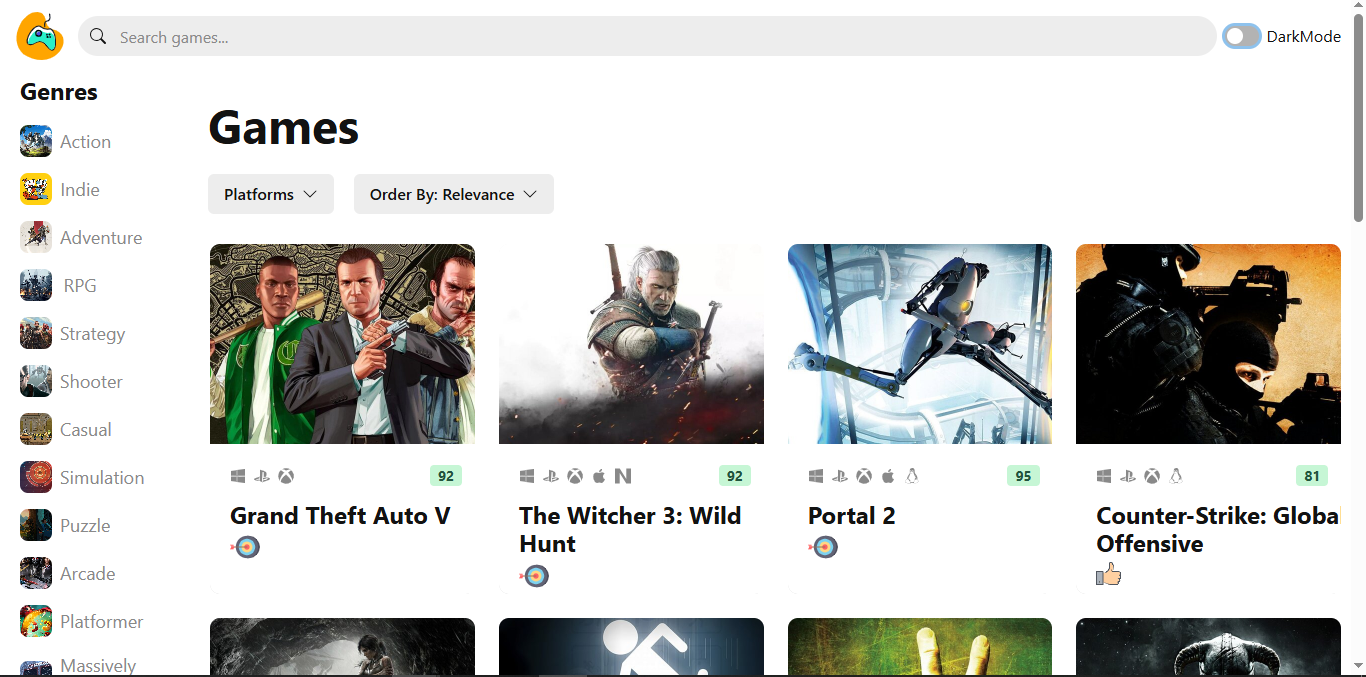 Search games...
DarkMode
Genres
Action
Indie
Adventure
RPG
Strategy
Shooter
Casual
Simulation
Puzzle
Arcade
Platformer
Massively
Games
Platforms
Order By: Relevance
92
Grand Theft Auto V
92
The Witcher 3: Wild
Hunt
95
Portal 2
81
Counter-Strike: Global
Offensive